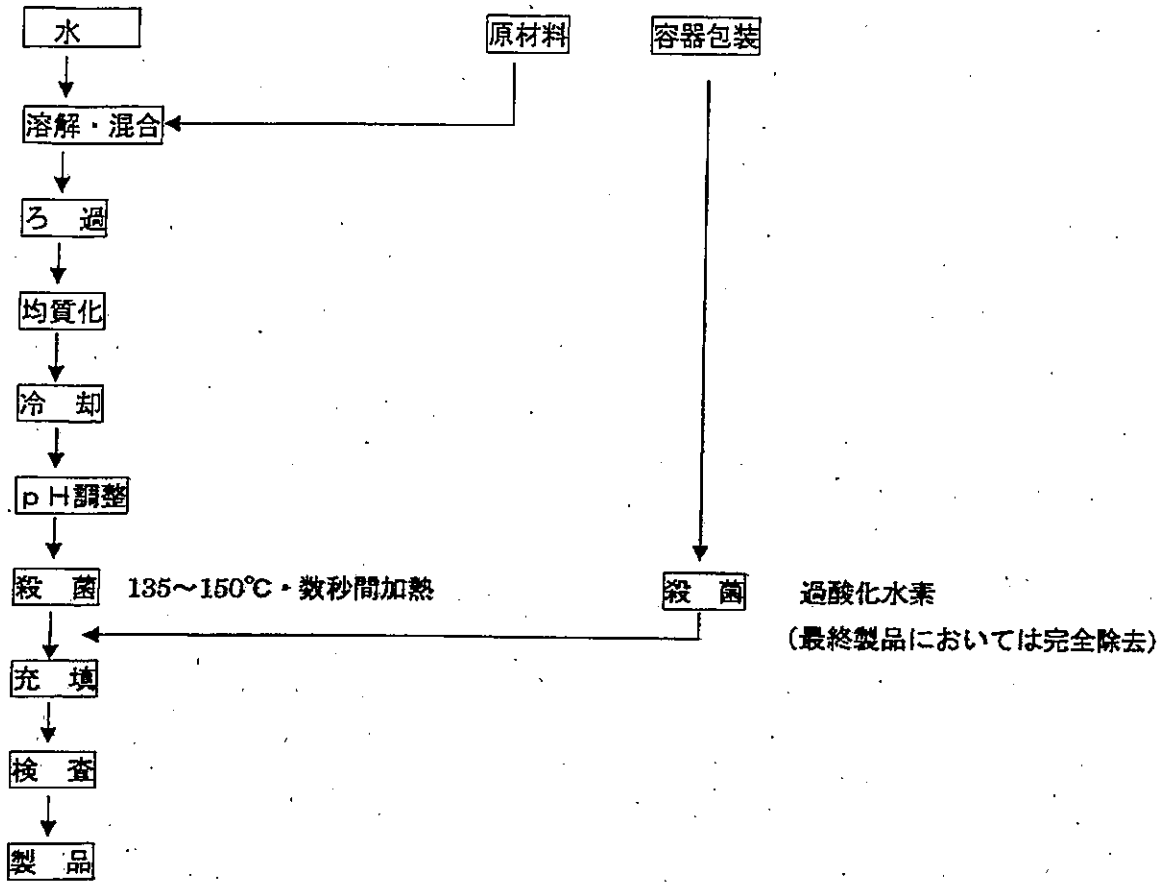 水 原材料 容器包装
溶解・混合
ろ 過
均質化
冷 却
pH調整
殺 菌 135～150℃・数秒間加熱 殺 菌 過酸化水素
(最終製品においては完全除去)
充 填
検 査
製 品